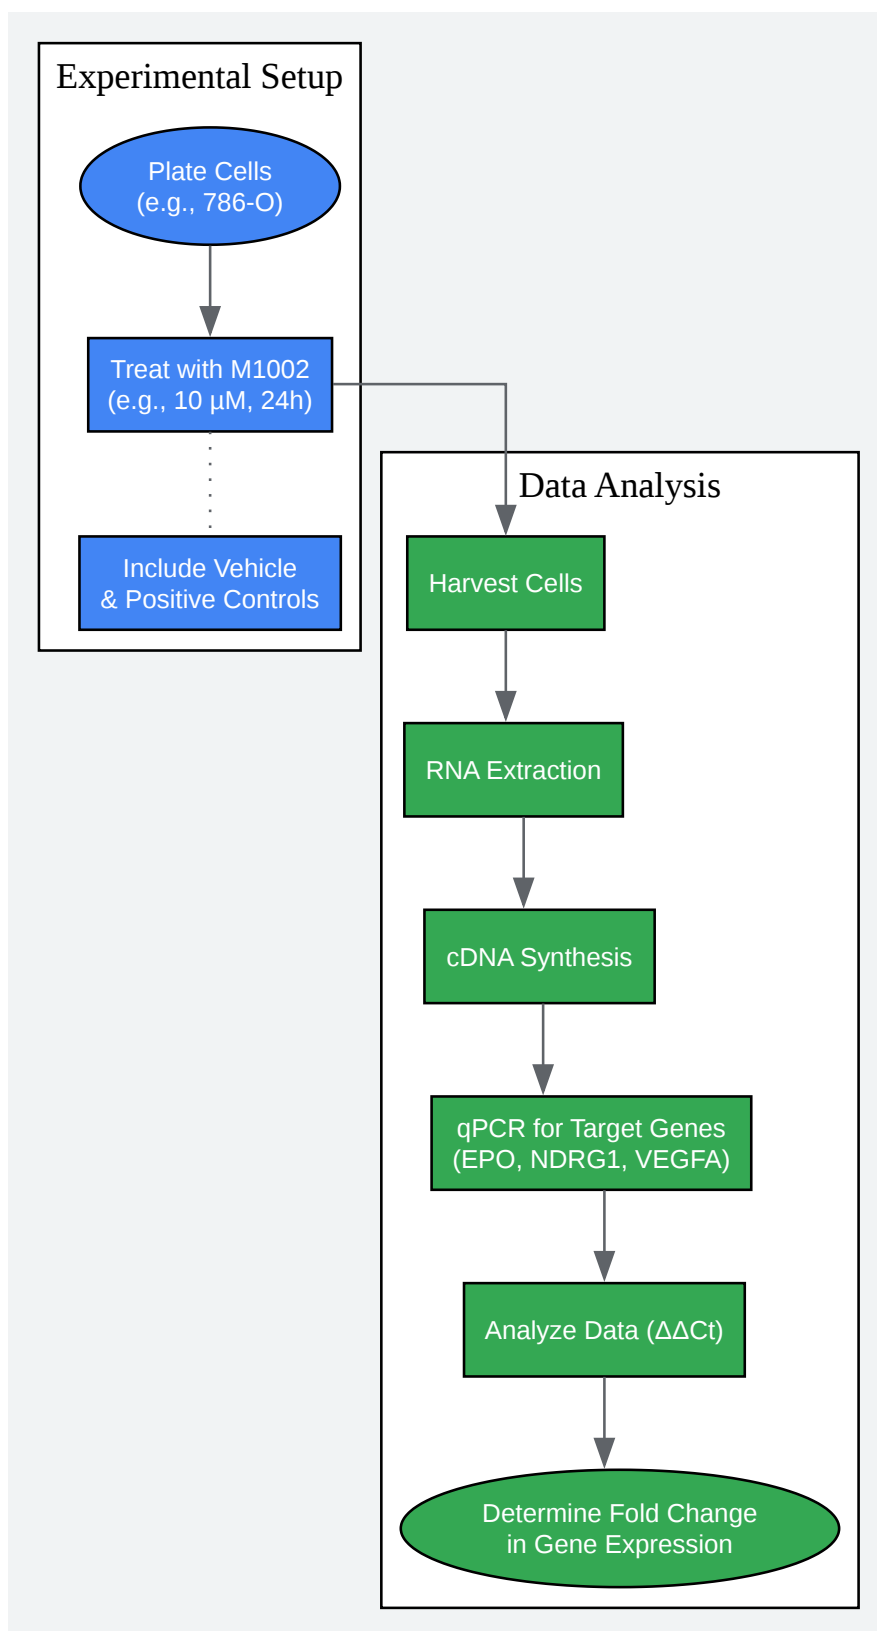 Experimental Setup
Plate Cells
(e.g., 786-O)
Treat with M1002
(e.g., 10 µM, 24h)
Include Vehicle
& Positive Controls
Data Analysis
Harvest Cells
RNA Extraction
cDNA Synthesis
qPCR for Target Genes
(EPO, NDRG1, VEGFA)
Analyze Data (ΔΔCt)
Determine Fold Change
in Gene Expression